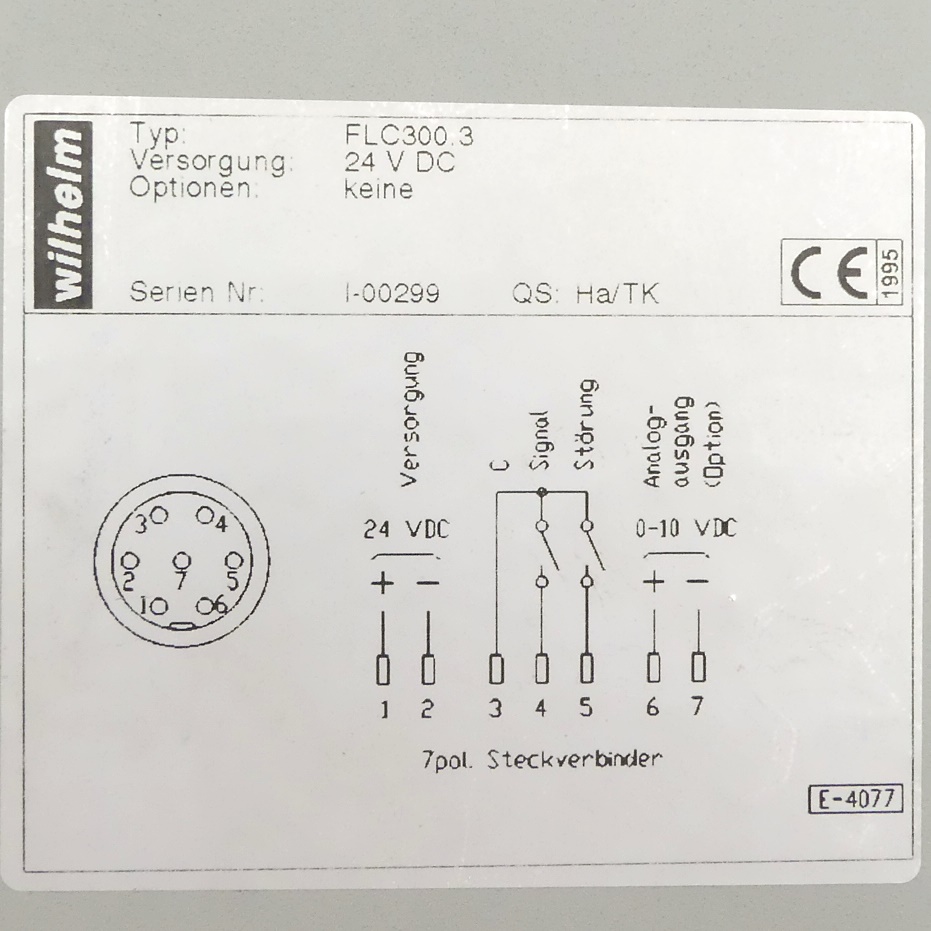 wilhelm
Typ: FLC300.3
Versorgung: 24 V DC
Optionen: keine
Serien Nr: I-00299 QS: Ha/TK
CE 1995
Versorgung
C
Signal
Störung
Analog-
ausgang
(Option)
24 VDC
0-10 VDC
+ − + −
3 4
2 7 5
1 6
1 2 3 4 5 6 7
7pol. Steckverbinder
E-4077